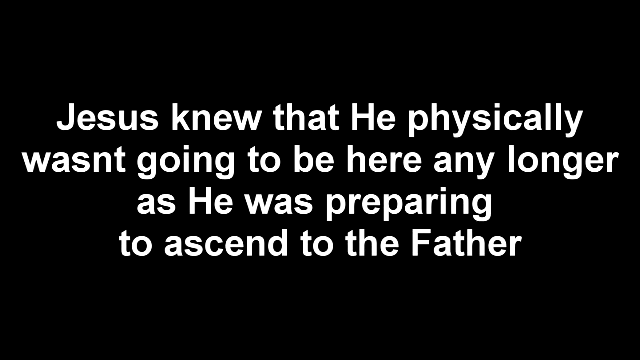 Jesus knew that He physically
wasnt going to be here any longer
as He was preparing
to ascend to the Father